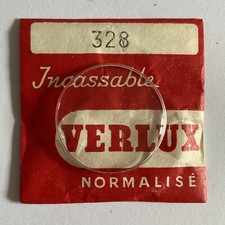 328
Incassable
VERLUX
NORMALISÉ